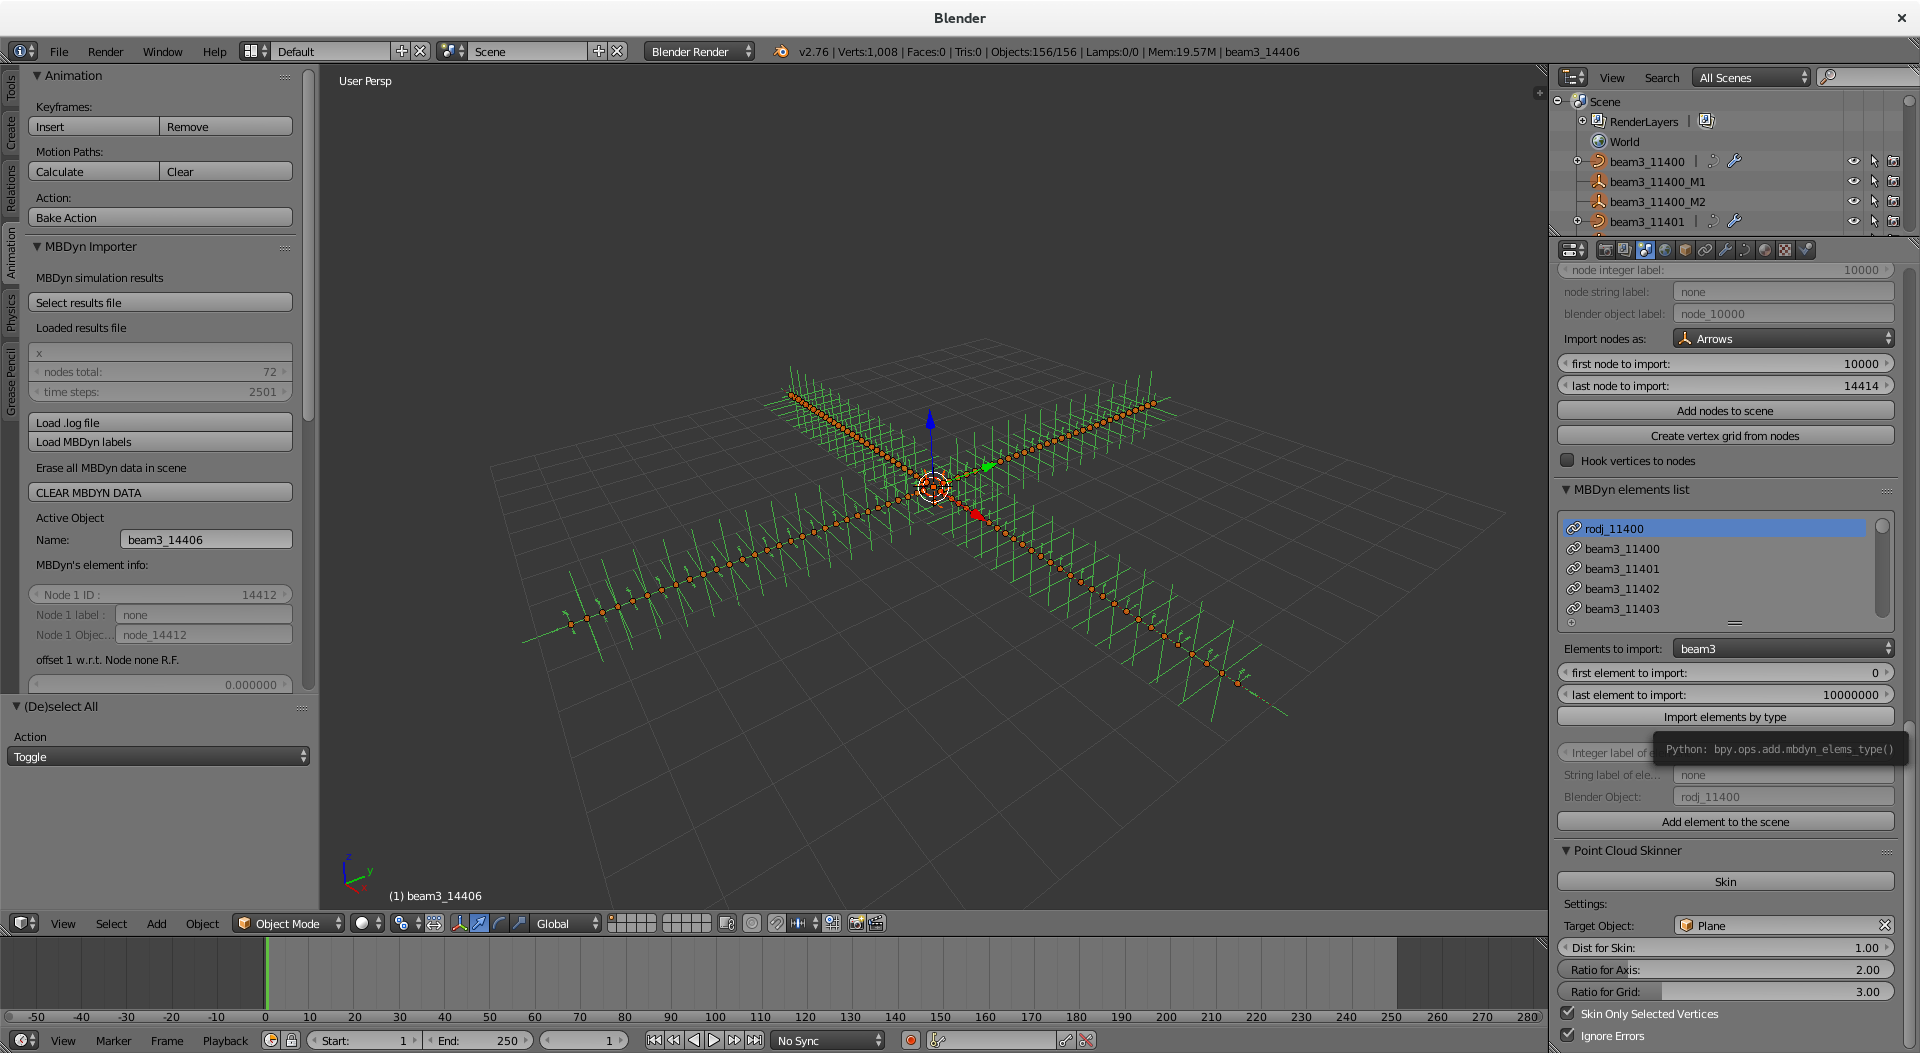 Blender
File Render Window Help Default Scene Blender Render v2.76 | Verts:1,008 | Faces:0 | Tris:0 | Objects:156/156 | Lamps:0/0 | Mem:19.57M | beam3_14406
Tools
Create
Relations
Animation
Physics
Grease Pencil
Animation
Keyframes:
Insert Remove
Motion Paths:
Calculate Clear
Action:
Bake Action
MBDyn Importer
MBDyn simulation results
Select results file
Loaded results file
x
nodes total: 72
time steps: 2501
Load .log file
Load MBDyn labels
Erase all MBDyn data in scene
CLEAR MBDYN DATA
Active Object
Name: beam3_14406
MBDyn's element info:
Node 1 ID : 14412
Node 1 label : none
Node 1 Objec... node_14412
offset 1 w.r.t. Node none R.F.
0.000000
(De)select All
Action
Toggle
User Persp
z
y
x
(1) beam3_14406
View Select Add Object Object Mode Global
-50 -40 -30 -20 -10 0 10 20 30 40 50 60 70 80 90 100 110 120 130 140 150 160 170 180 190 200 210 220 230 240 250 260 270 280
View Marker Frame Playback Start: 1 End: 250 1 No Sync
View Search All Scenes
Scene
RenderLayers |
World
beam3_11400 |
beam3_11400_M1
beam3_11400_M2
beam3_11401 |
node integer label: 10000
node string label: none
blender object label: node_10000
Import nodes as: Arrows
first node to import: 10000
last node to import: 14414
Add nodes to scene
Create vertex grid from nodes
Hook vertices to nodes
MBDyn elements list
rodj_11400
beam3_11400
beam3_11401
beam3_11402
beam3_11403
Elements to import: beam3
first element to import: 0
last element to import: 10000000
Import elements by type
Python: bpy.ops.add.mbdyn_elems_type()
Integer label of e
String label of ele... none
Blender Object: rodj_11400
Add element to the scene
Point Cloud Skinner
Skin
Settings:
Target Object: Plane
Dist for Skin: 1.00
Ratio for Axis: 2.00
Ratio for Grid: 3.00
Skin Only Selected Vertices
Ignore Errors